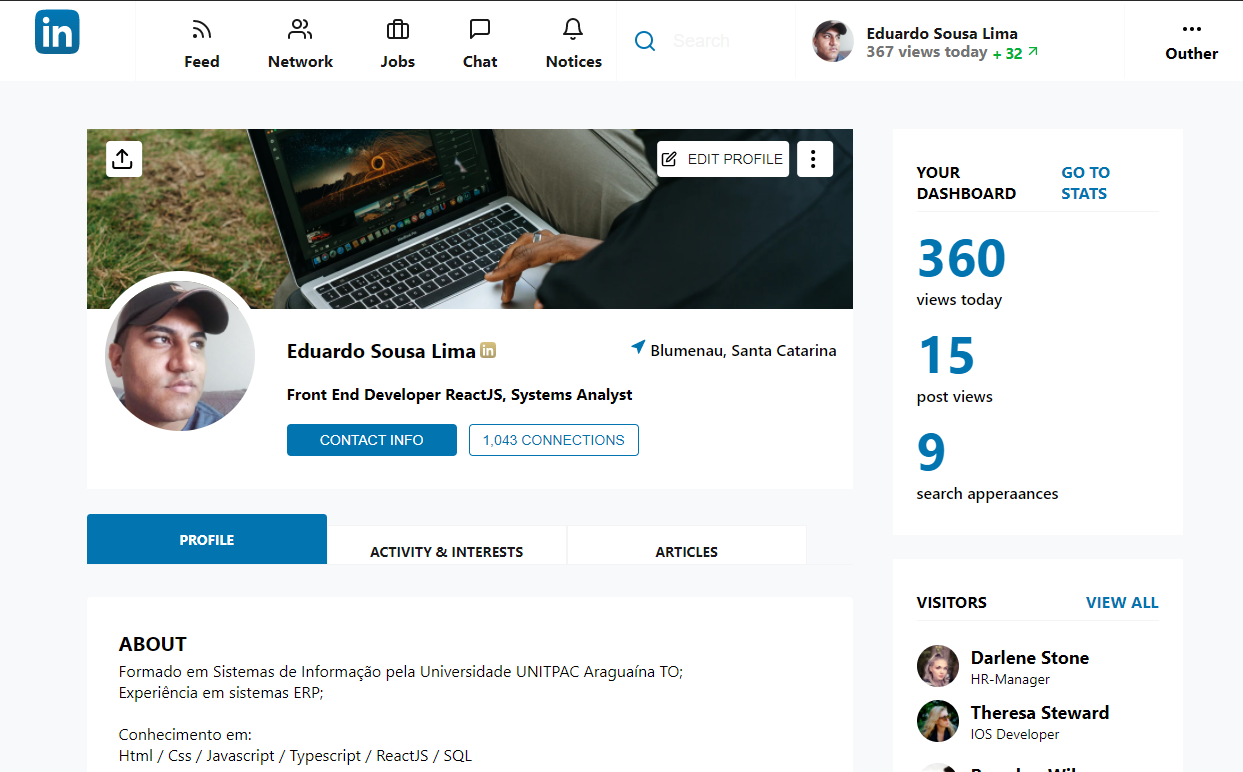 in
Feed
Network
Jobs
Chat
Notices
Search
Eduardo Sousa Lima
367 views today + 32
Outher
EDIT PROFILE
YOUR DASHBOARD
GO TO STATS
360
views today
15
post views
9
search apperaances
Eduardo Sousa Lima in
Blumenau, Santa Catarina
Front End Developer ReactJS, Systems Analyst
CONTACT INFO
1,043 CONNECTIONS
PROFILE
ACTIVITY & INTERESTS
ARTICLES
ABOUT
Formado em Sistemas de Informação pela Universidade UNITPAC Araguaína TO;
Experiência em sistemas ERP;
Conhecimento em:
Html / Css / Javascript / Typescript / ReactJS / SQL
VISITORS
VIEW ALL
Darlene Stone
HR-Manager
Theresa Steward
IOS Developer